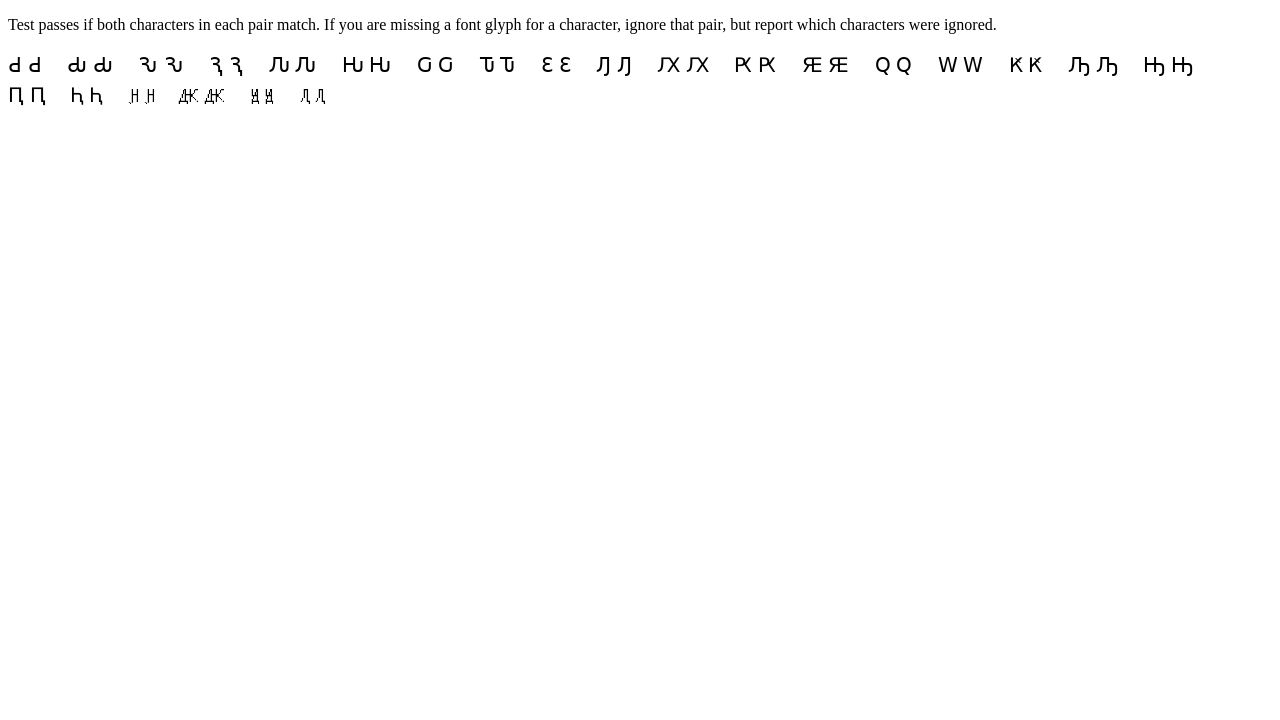 Test passes if both characters in each pair match. If you are missing a font glyph for a character, ignore that pair, but report which characters were ignored.
Ԁ Ԁ Ԃ Ԃ Ԅ Ԅ Ԇ Ԇ Ԉ Ԉ Ԋ Ԋ Ԍ Ԍ Ԏ Ԏ Ԑ Ԑ Ԓ Ԓ Ԕ Ԕ Ԗ Ԗ Ԙ Ԙ Ԛ Ԛ Ԝ Ԝ Ԟ Ԟ Ԡ Ԡ Ԣ Ԣ
Ԥ Ԥ Ԧ Ԧ Ԩ Ԩ Ԫ Ԫ Ԭ Ԭ Ԯ Ԯ